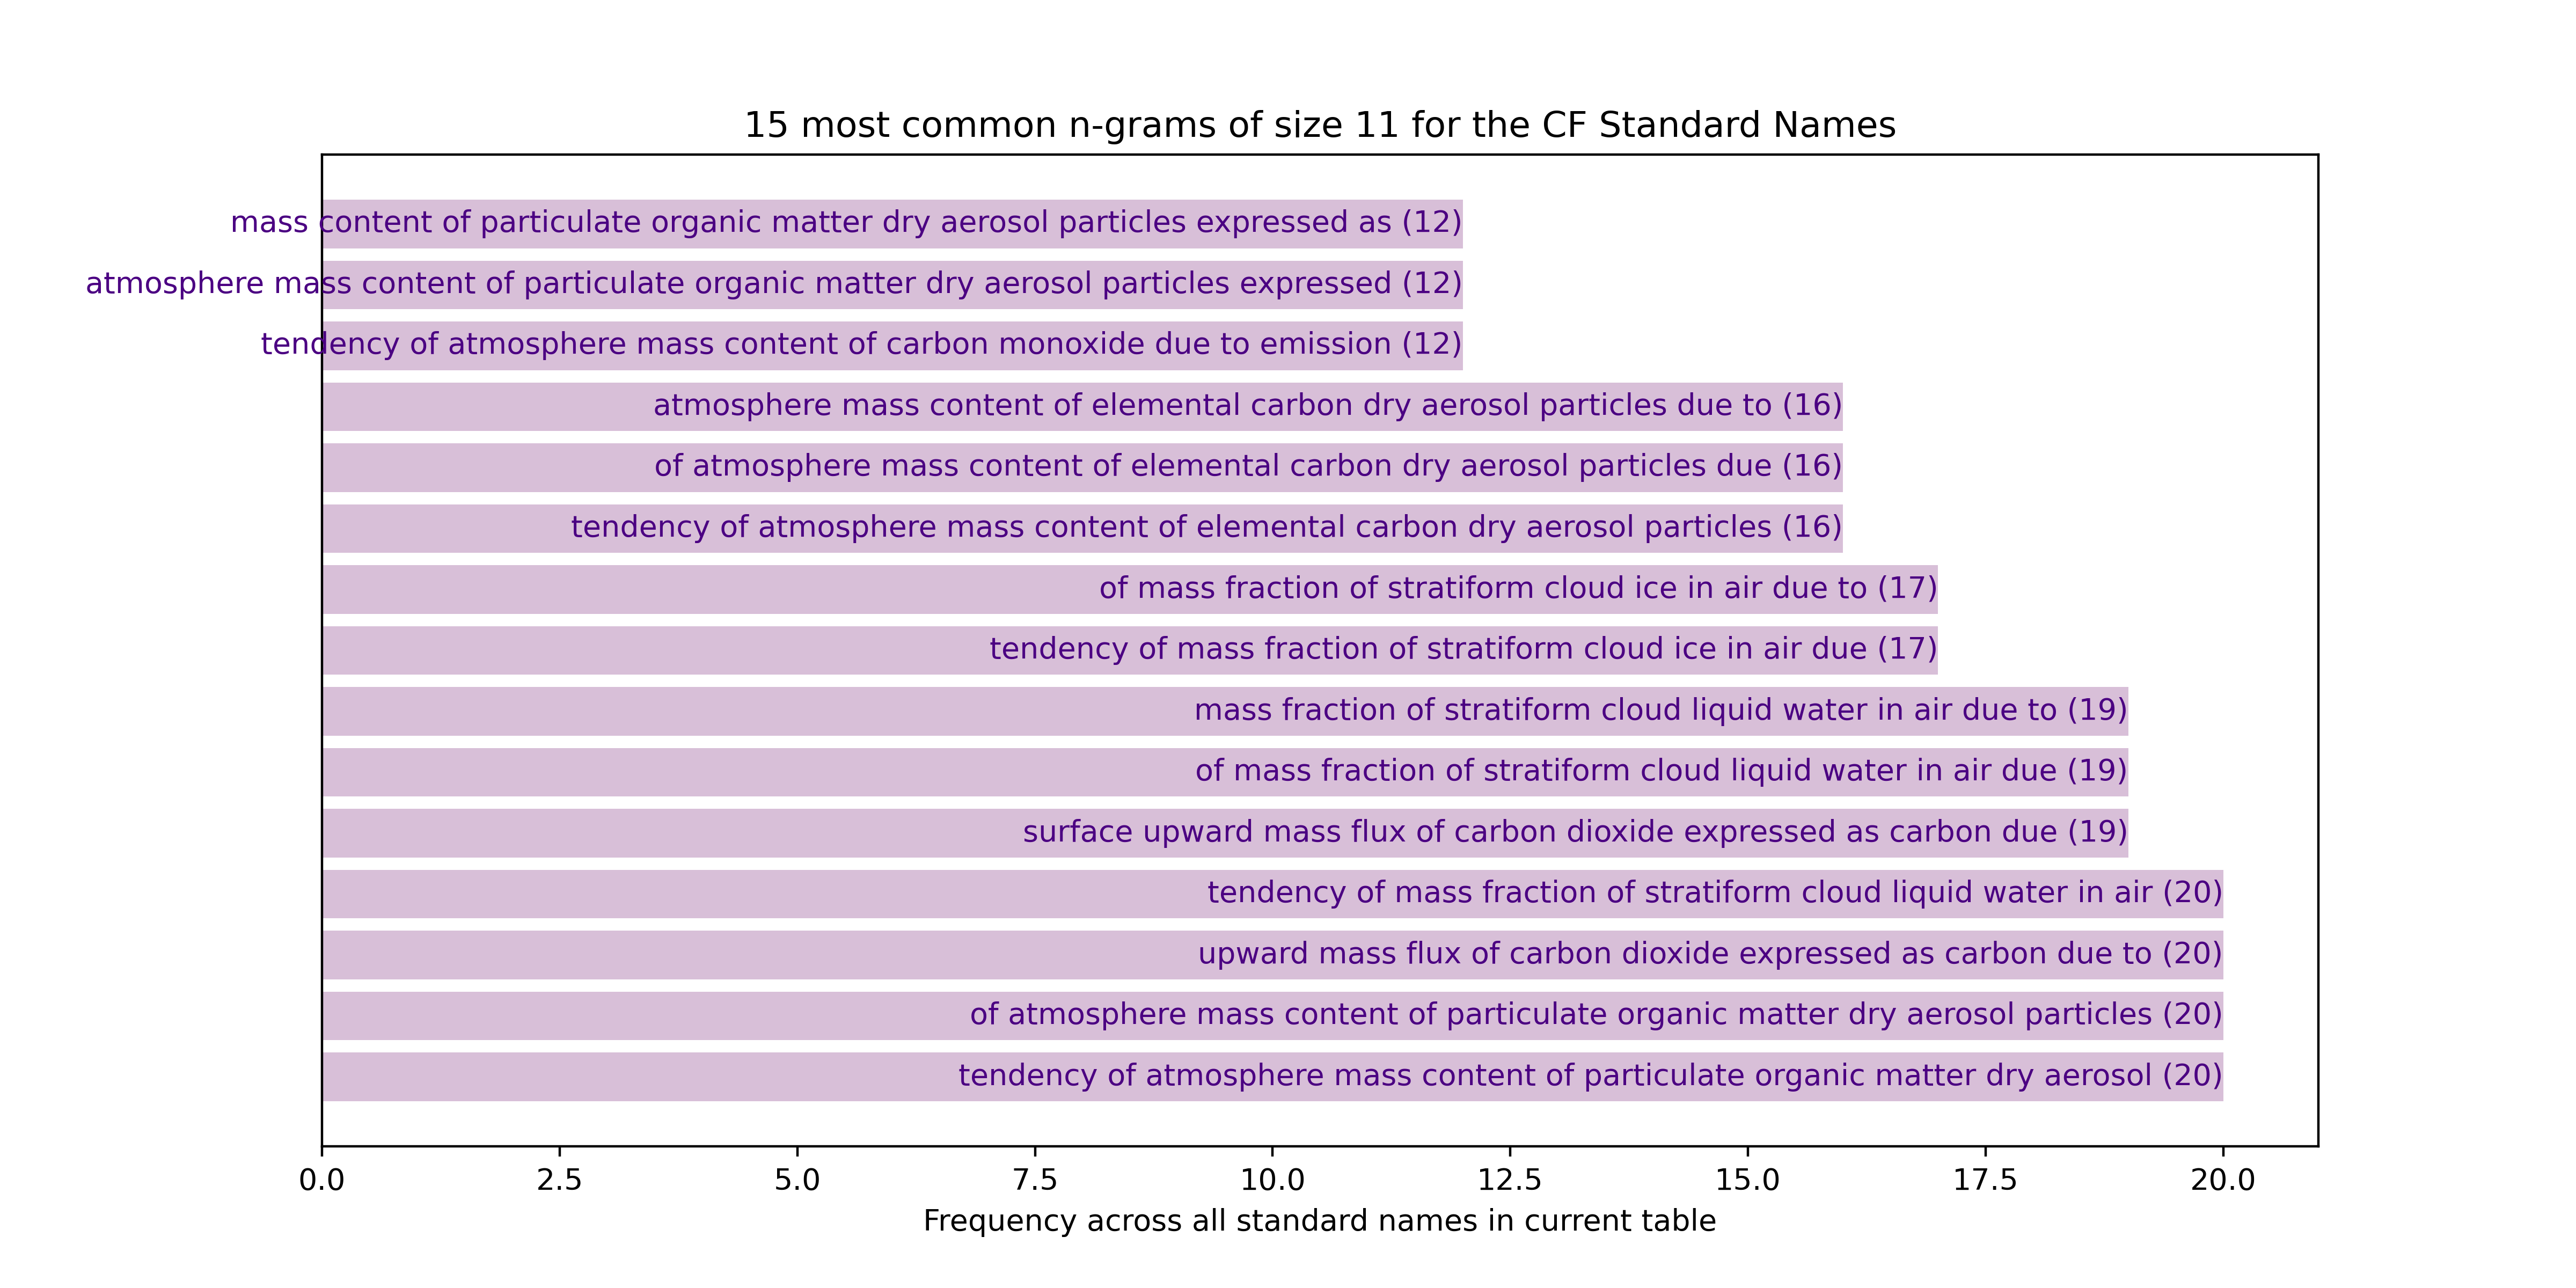 15 most common n-grams of size 11 for the CF Standard Names
mass content of particulate organic matter dry aerosol particles expressed as (12)
atmosphere mass content of particulate organic matter dry aerosol particles expressed (12)
tendency of atmosphere mass content of carbon monoxide due to emission (12)
atmosphere mass content of elemental carbon dry aerosol particles due to (16)
of atmosphere mass content of elemental carbon dry aerosol particles due (16)
tendency of atmosphere mass content of elemental carbon dry aerosol particles (16)
of mass fraction of stratiform cloud ice in air due to (17)
tendency of mass fraction of stratiform cloud ice in air due (17)
mass fraction of stratiform cloud liquid water in air due to (19)
of mass fraction of stratiform cloud liquid water in air due (19)
surface upward mass flux of carbon dioxide expressed as carbon due (19)
tendency of mass fraction of stratiform cloud liquid water in air (20)
upward mass flux of carbon dioxide expressed as carbon due to (20)
of atmosphere mass content of particulate organic matter dry aerosol particles (20)
tendency of atmosphere mass content of particulate organic matter dry aerosol (20)
0.0 2.5 5.0 7.5 10.0 12.5 15.0 17.5 20.0
Frequency across all standard names in current table